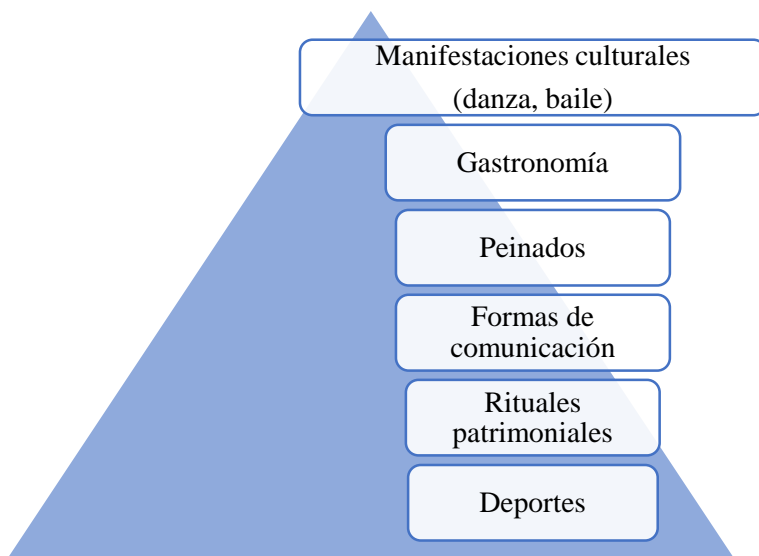 Manifestaciones culturales
(danza, baile)
Gastronomía
Peinados
Formas de
comunicación
Rituales
patrimoniales
Deportes